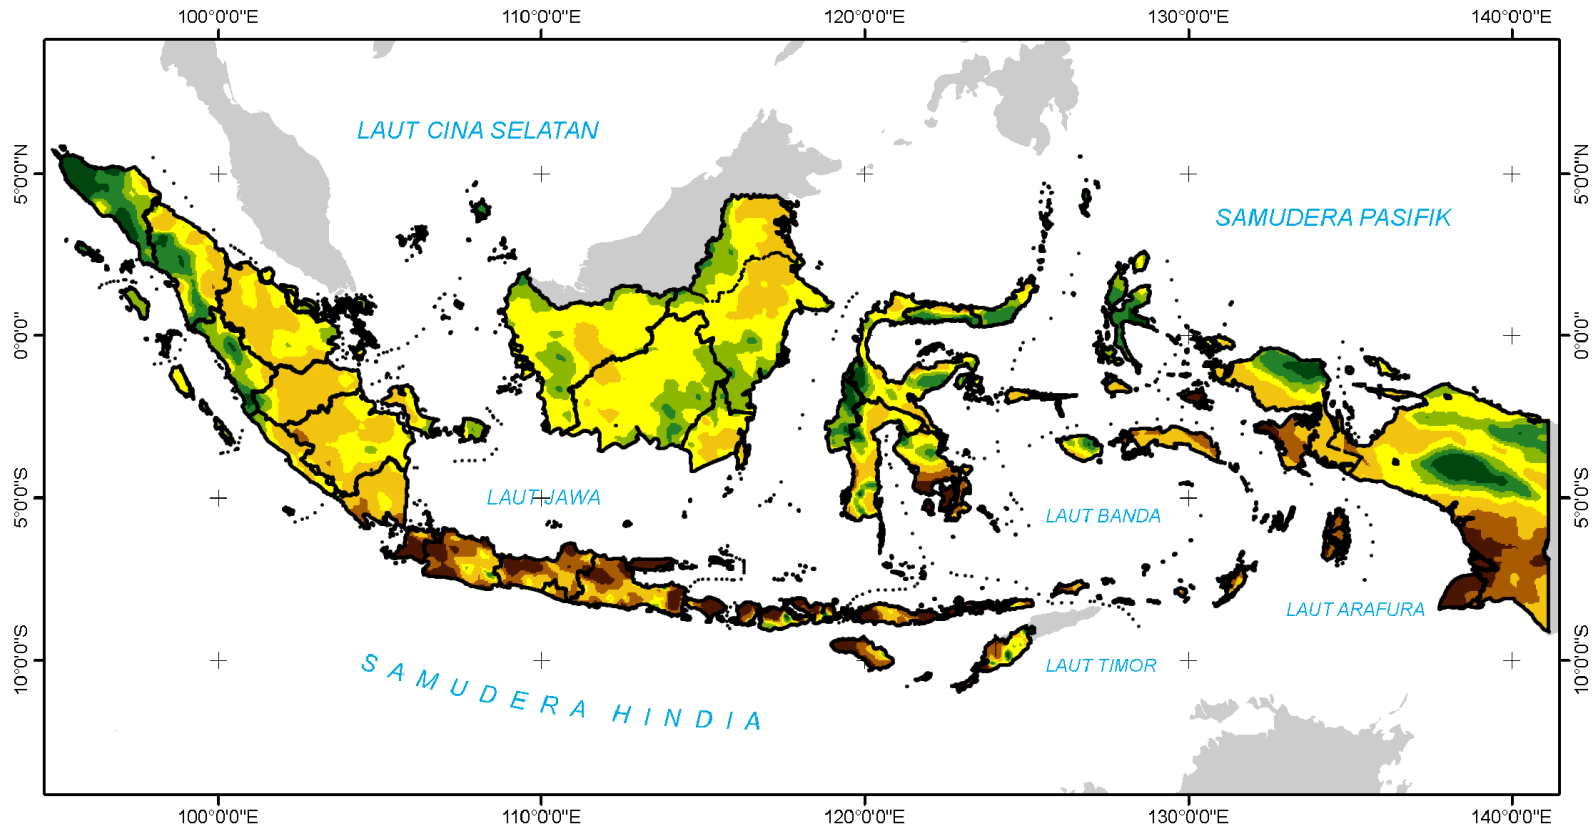 100°0'0"E 110°0'0"E 120°0'0"E 130°0'0"E 140°0'0"E
LAUT CINA SELATAN
5°0'0"N 5°0'0"N
SAMUDERA PASIFIK
0°0'0" 0°0'0"
LAUT JAWA
5°0'0"S 5°0'0"S
LAUT BANDA
LAUT ARAFURA
10°0'0"S 10°0'0"S
LAUT TIMOR
SAMUDERA HINDIA
100°0'0"E 110°0'0"E 120°0'0"E 130°0'0"E 140°0'0"E